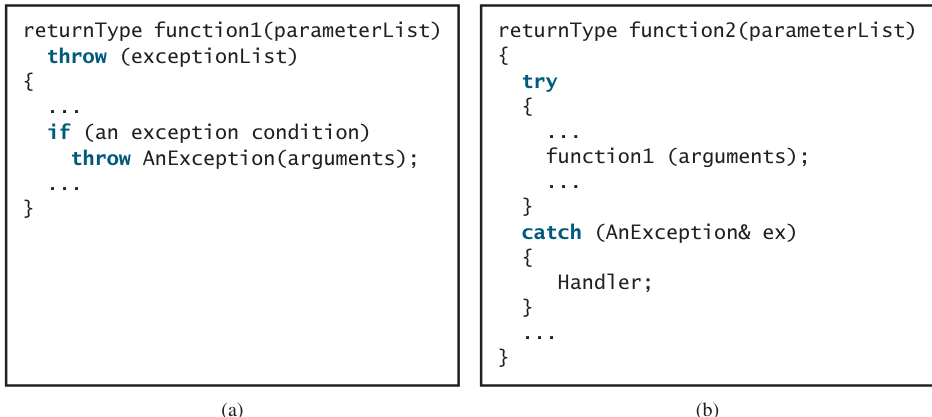 returnType function1(parameterList)
throw (exceptionList)
{
...
if (an exception condition)
throw AnException(arguments);
...
}
(a)
returnType function2(parameterList)
{
try
{
...
function1 (arguments);
...
}
catch (AnException& ex)
{
Handler;
}
...
}
(b)